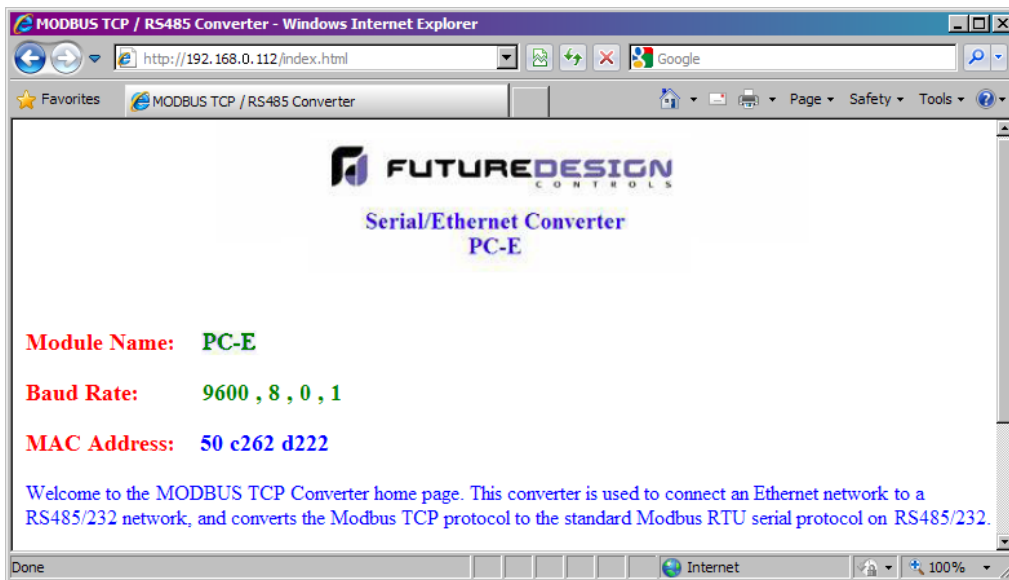 MODBUS TCP / RS485 Converter - Windows Internet Explorer
http://192.168.0.112/index.html
Google
Favorites
MODBUS TCP / RS485 Converter
Page
Safety
Tools
FUTUREDESIGN
CONTROLS
Serial/Ethernet Converter
PC-E
Module Name: PC-E
Baud Rate: 9600 , 8 , 0 , 1
MAC Address: 50 c262 d222
Welcome to the MODBUS TCP Converter home page. This converter is used to connect an Ethernet network to a
RS485/232 network, and converts the Modbus TCP protocol to the standard Modbus RTU serial protocol on RS485/232.
Done
Internet
100%